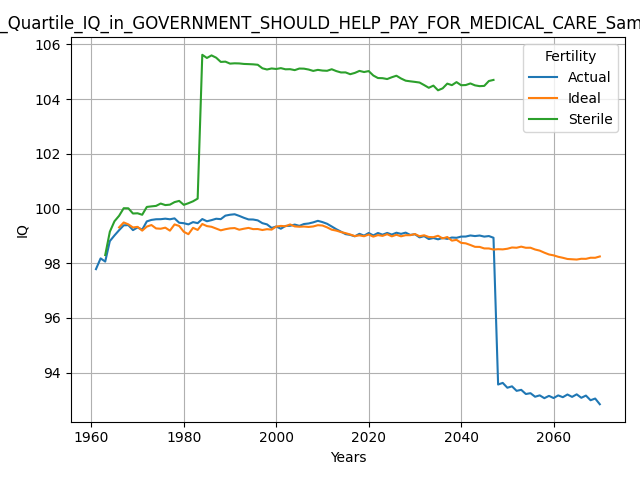 _Quartile_IQ_in_GOVERNMENT_SHOULD_HELP_PAY_FOR_MEDICAL_CARE_Sam
Fertility
Actual
Ideal
Sterile
IQ
106
104
102
100
98
96
94
1960
1980
2000
2020
2040
2060
Years